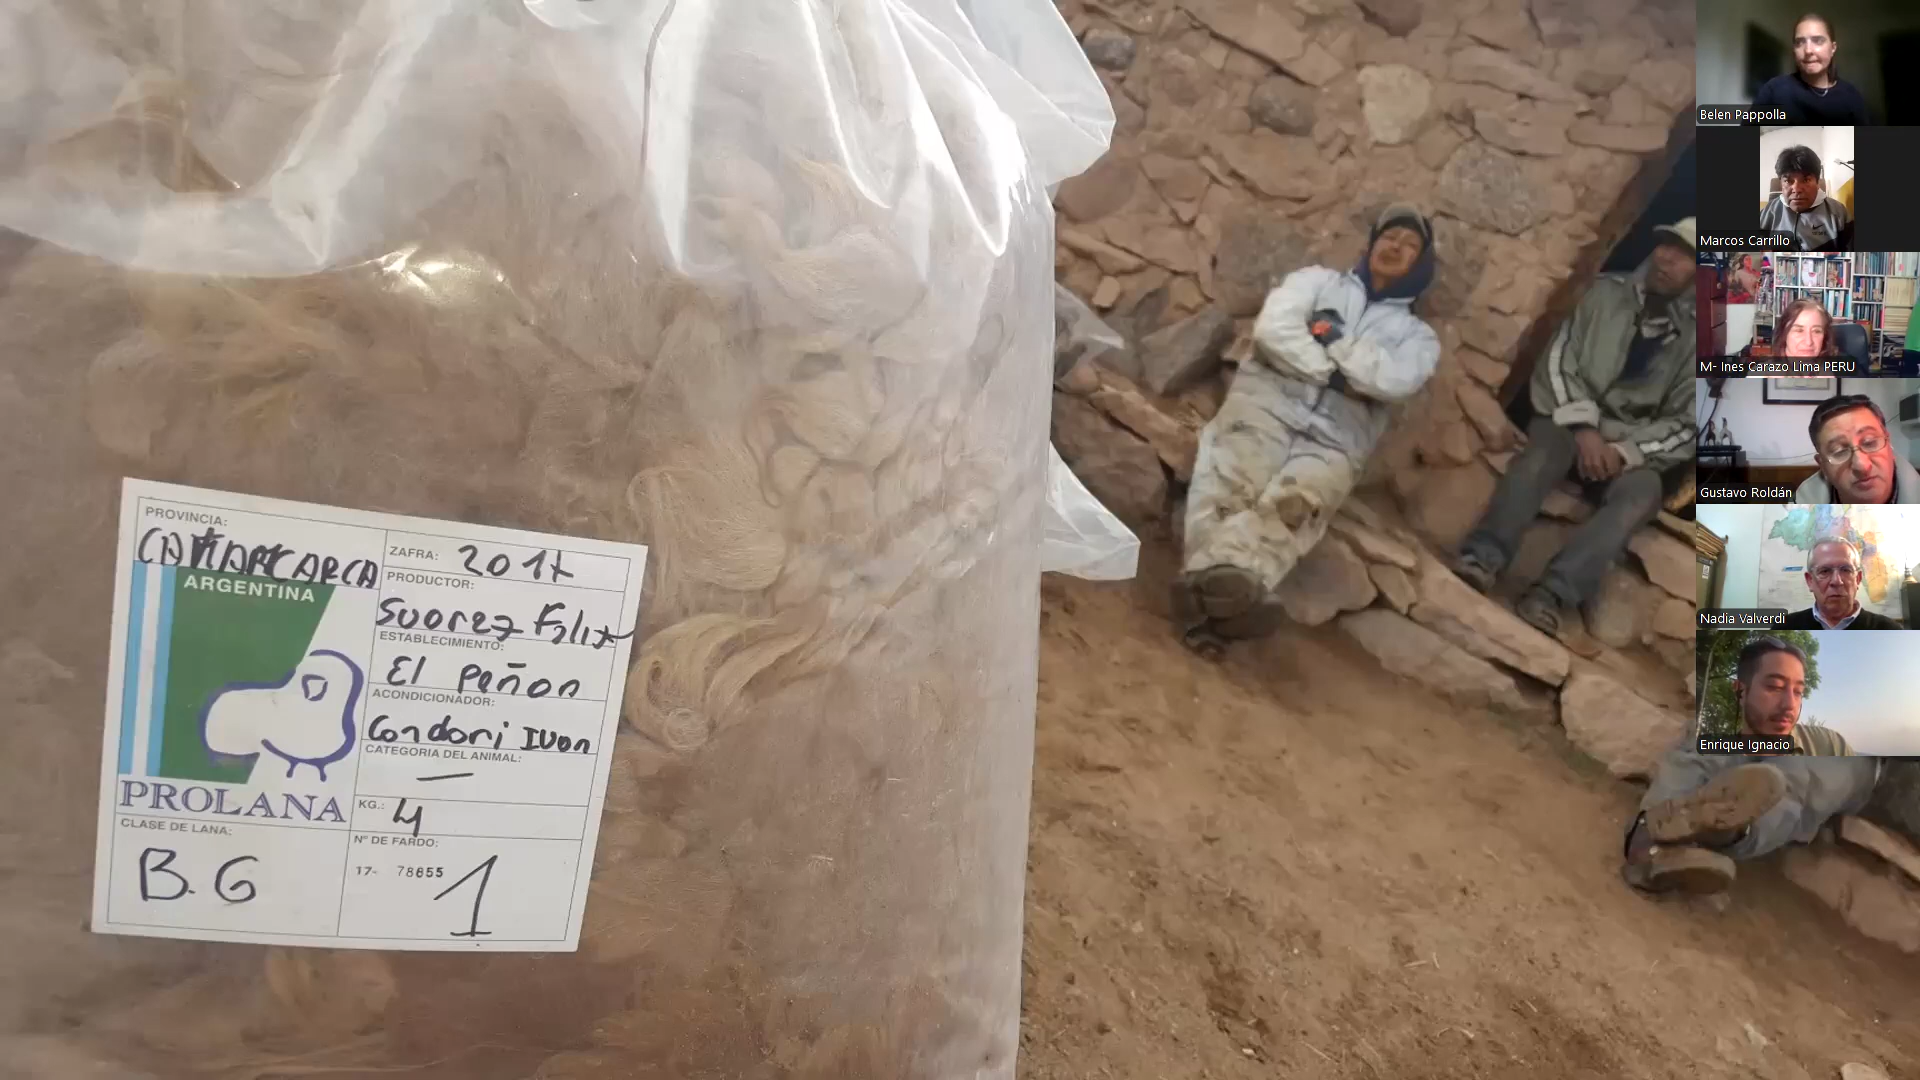 PROVINCIA:
CATAMARCA
ARGENTINA
PROLANA
CLASE DE LANA:
B.G
ZAFRA: 2017
PRODUCTOR:
Suarez Felix
ESTABLECIMIENTO:
El Peñon
ACONDICIONADOR:
Condori Ivon
CATEGORIA DEL ANIMAL:
—
KG.: 4
Nº DE FARDO:
17- 78655 1
Belen Pappolla
Marcos Carrillo
M- Ines Carazo Lima PERU
Gustavo Roldán
Nadia Valverdi
Enrique Ignacio